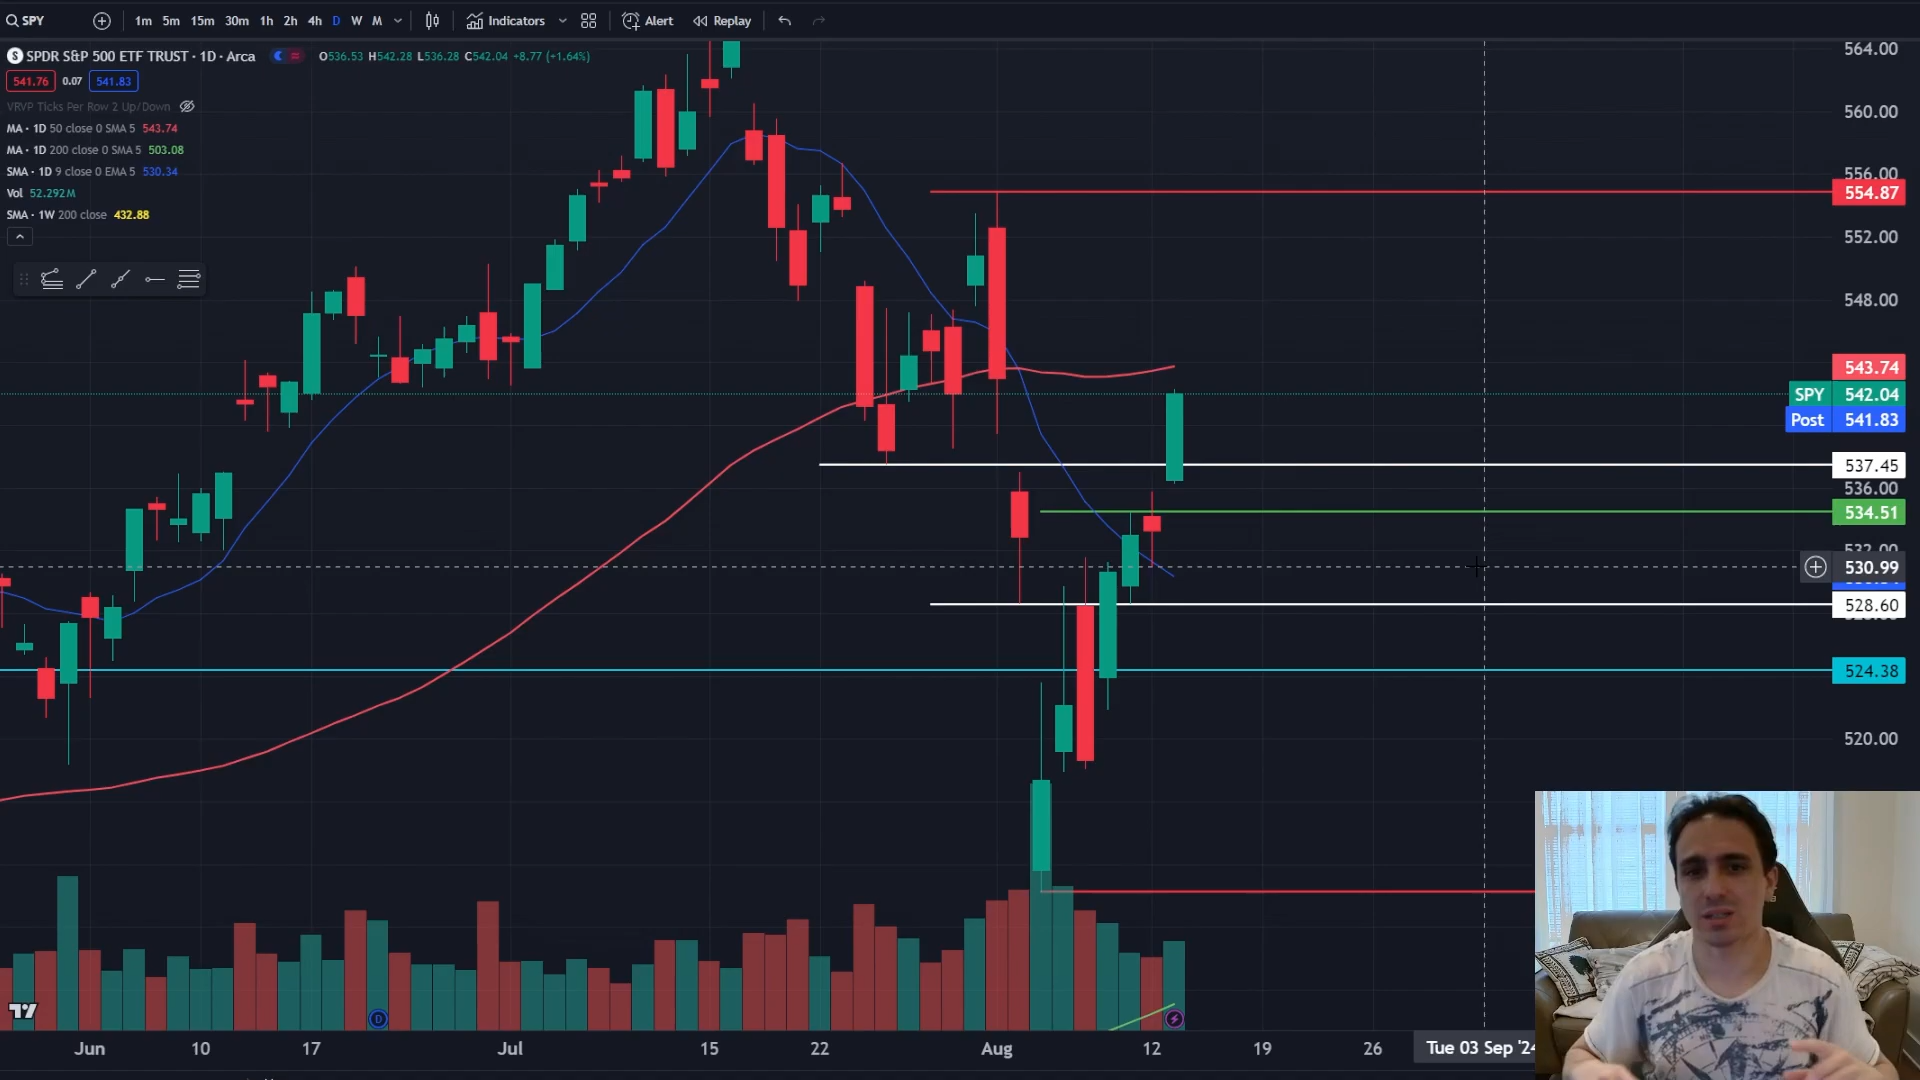 SPY 1m 5m 15m 30m 1h 2h 4h D W M Indicators Alert Replay
S SPDR S&P 500 ETF TRUST · 1D · Arca O536.53 H542.28 L536.28 C542.04 +8.77 (+1.64%)
541.76 0.07 541.83
VRVP Ticks Per Row 2 Up/Down
MA · 1D 50 close 0 SMA 5 543.74
MA · 1D 200 close 0 SMA 5 503.08
SMA · 1D 9 close 0 EMA 5 530.34
Vol 52.292M
SMA · 1W 200 close 432.88
564.00
560.00
556.00
554.87
552.00
548.00
543.74
SPY 542.04
Post 541.83
537.45
536.00
534.51
532.00
530.99
528.60
524.38
520.00
D
Jun 10 17 Jul 15 22 Aug 12 19 26 Tue 03 Sep '24